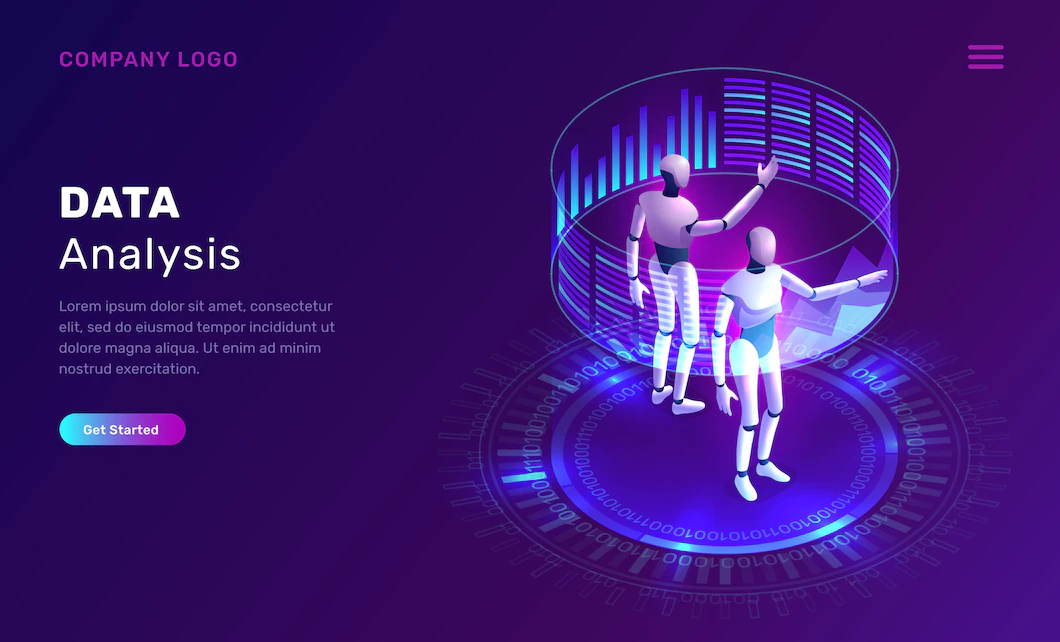 COMPANY LOGO
DATA
Analysis
Lorem ipsum dolor sit amet, consectetur
elit, sed do eiusmod tempor incididunt ut
dolore magna aliqua. Ut enim ad minim
nostrud exercitation.
Get Started